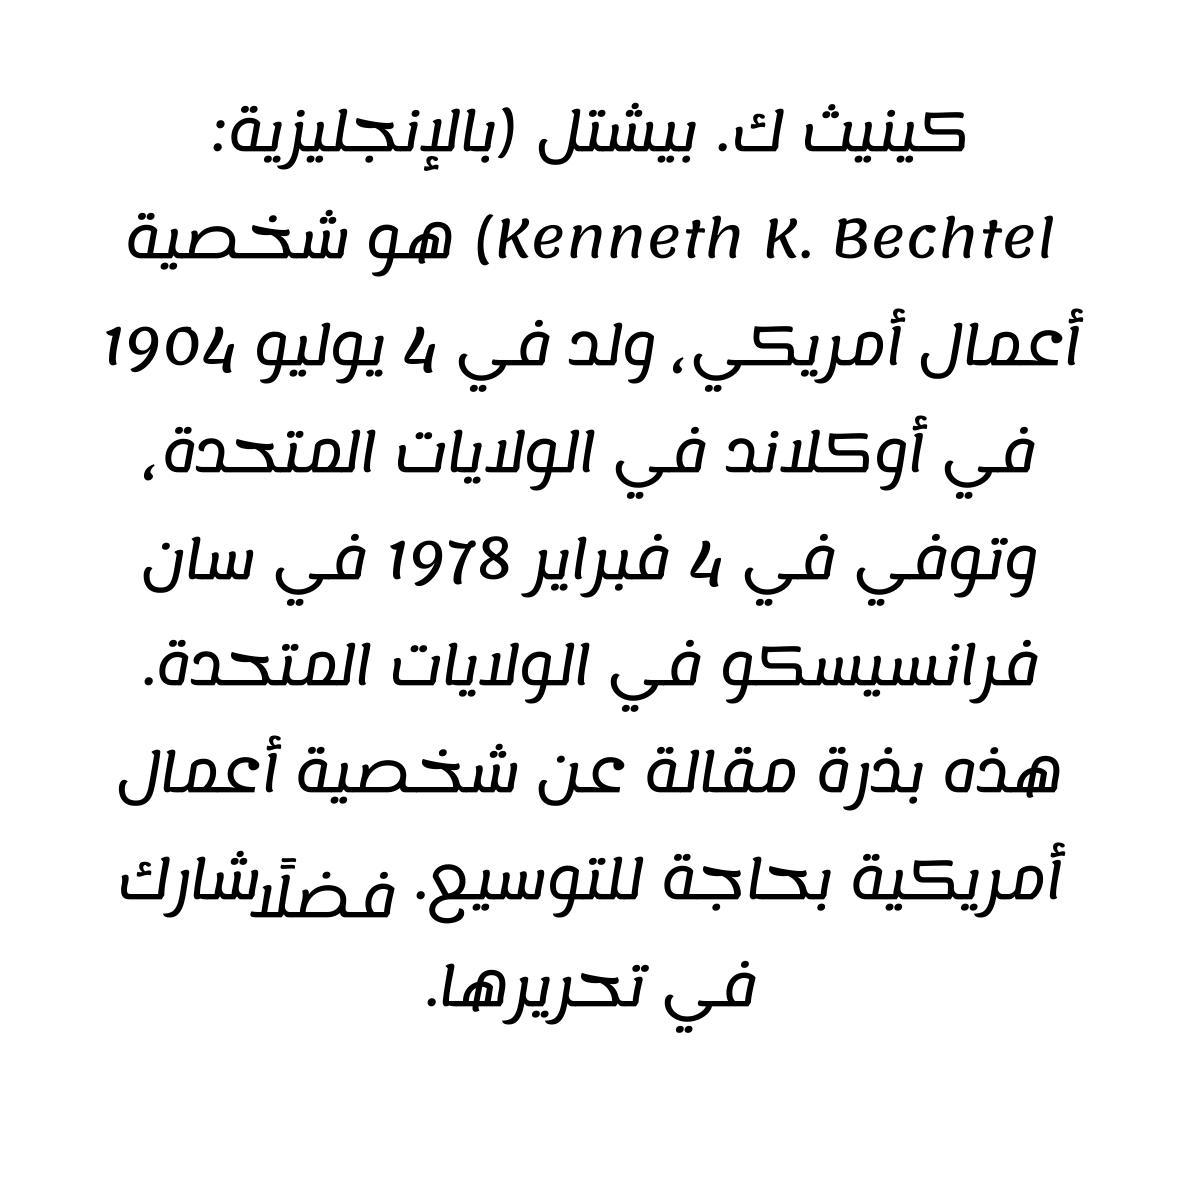 كينيث ك. بيشتل (بالإنجليزية:
Kenneth K. Bechtel) هو شخصية
أعمال أمريكي، ولد في 4 يوليو 1904
في أوكلاند في الولايات المتحدة،
وتوفي في 4 فبراير 1978 في سان
فرانسيسكو في الولايات المتحدة.
هذه بذرة مقالة عن شخصية أعمال
أمريكية بحاجة للتوسيع. فضلًا شارك
في تحريرها.